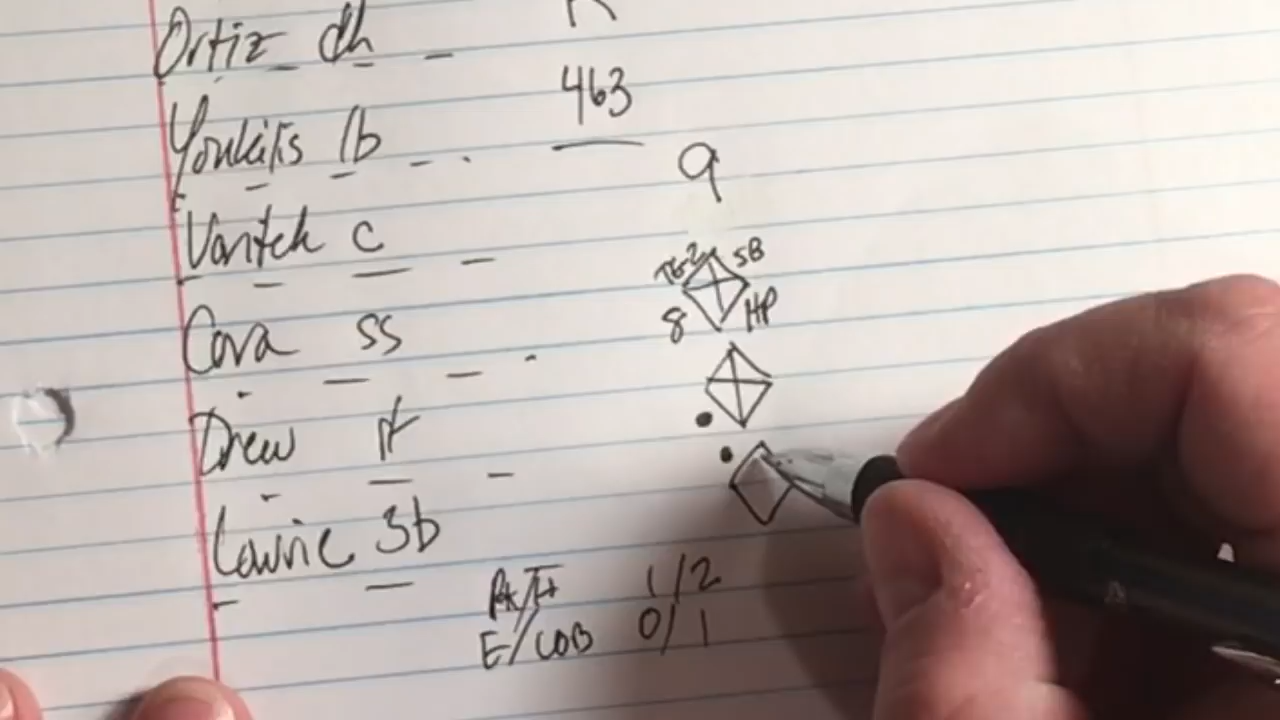 Ortiz dh K
Youkilis 1b 463
Varitek c 9
Cora ss 8 HP SB
Drew rf
Lowrie 3b
R/H 1/2
E/LOB 0/1